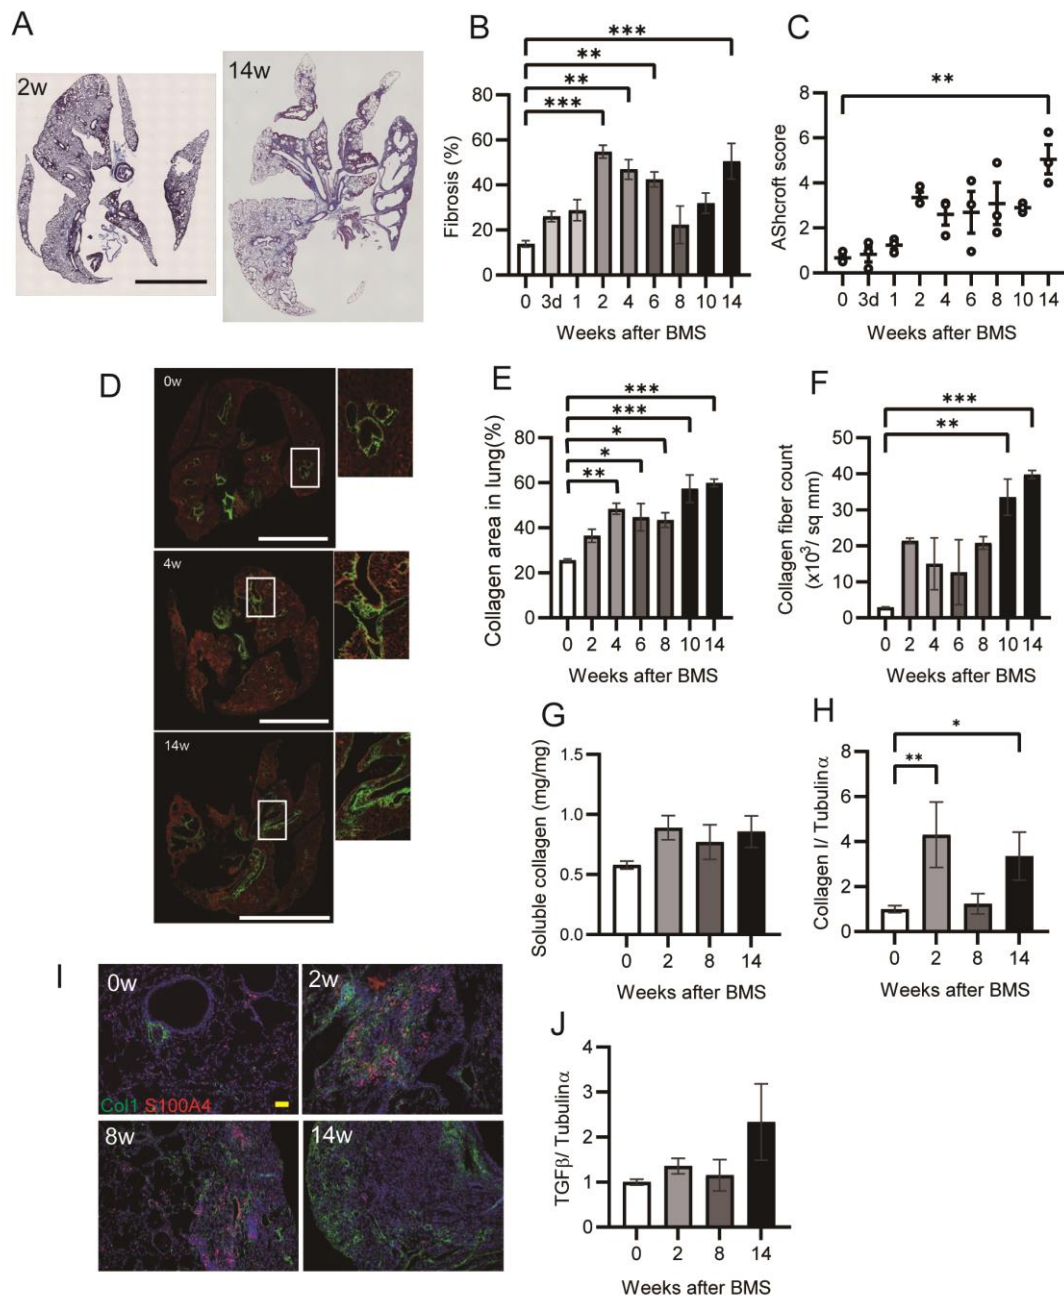 A
2w
14w
B
***
**
**
***
Fibrosis (%)
80
60
40
20
0
0 3d 1 2 4 6 8 10 14
Weeks after BMS
C
**
AShcroft score
8
6
4
2
0
0 3d 1 2 4 6 8 10 14
Weeks after BMS
D
0w
4w
14w
E
***
***
*
*
**
Collagen area in lung(%)
80
60
40
20
0
0 2 4 6 8 10 14
Weeks after BMS
F
***
**
Collagen fiber count
(x10³/ sq mm)
50
40
30
20
10
0
0 2 4 6 8 10 14
Weeks after BMS
G
Soluble collagen (mg/mg)
1.5
1.0
0.5
0.0
0 2 8 14
Weeks after BMS
H
*
**
Collagen I/ Tubulinα
8
6
4
2
0
0 2 8 14
Weeks after BMS
I
0w
2w
Col1 S100A4
8w
14w
J
TGFβ/ Tubulinα
4
3
2
1
0
0 2 8 14
Weeks after BMS